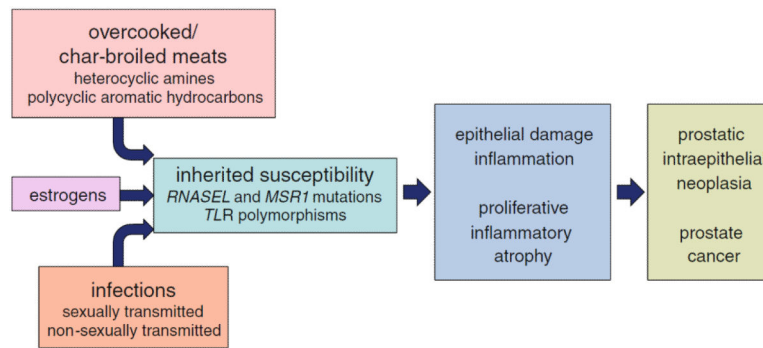 overcooked/
char-broiled meats
heterocyclic amines
polycyclic aromatic hydrocarbons
estrogens
infections
sexually transmitted
non-sexually transmitted
inherited susceptibility
RNASEL and MSR1 mutations
TLR polymorphisms
epithelial damage
inflammation
proliferative
inflammatory
atrophy
prostatic
intraepithelia
neoplasia
prostate
cancer